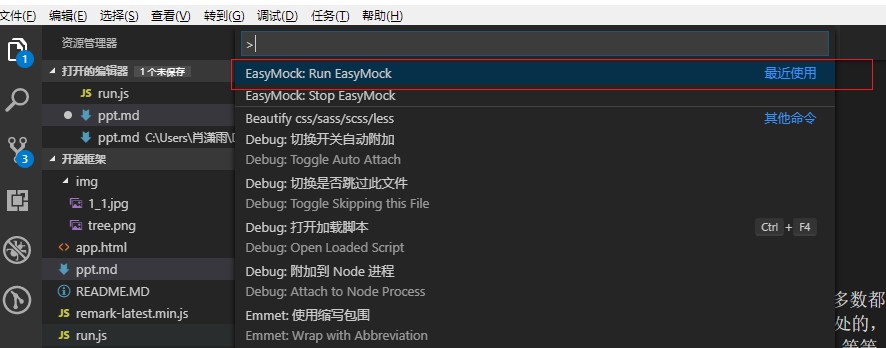 文件(F) 编辑(E) 选择(S) 查看(V) 转到(G) 调试(D) 任务(T) 帮助(H)
资源管理器
打开的编辑器 1 个未保存
JS run.js
ppt.md
ppt.md C:\Users\肖潇雨\
开源框架
img
1_1.jpg
tree.png
<> app.html
ppt.md
README.MD
JS remark-latest.min.js
JS run.js
1
3
>
EasyMock: Run EasyMock 最近使用
EasyMock: Stop EasyMock
Beautify css/sass/scss/less 其他命令
Debug: 切换开关自动附加
Debug: Toggle Auto Attach
Debug: 切换是否跳过此文件
Debug: Toggle Skipping this File
Debug: 打开加载脚本 Ctrl + F4
Debug: Open Loaded Script
Debug: 附加到 Node 进程
Debug: Attach to Node Process
Emmet: 使用缩写包围
Emmet: Wrap with Abbreviation
多数都
处的，
等等